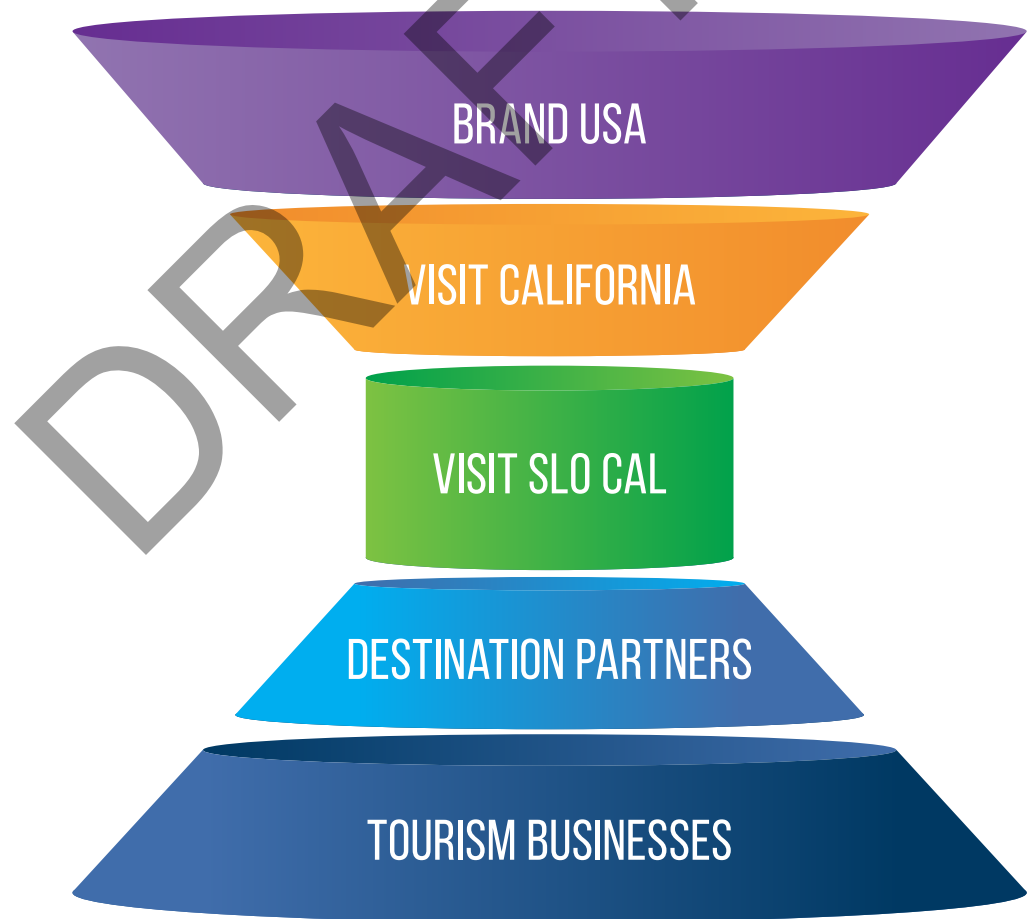 BRAND USA
VISIT CALIFORNIA
VISIT SLO CAL
DESTINATION PARTNERS
TOURISM BUSINESSES
DRAFT